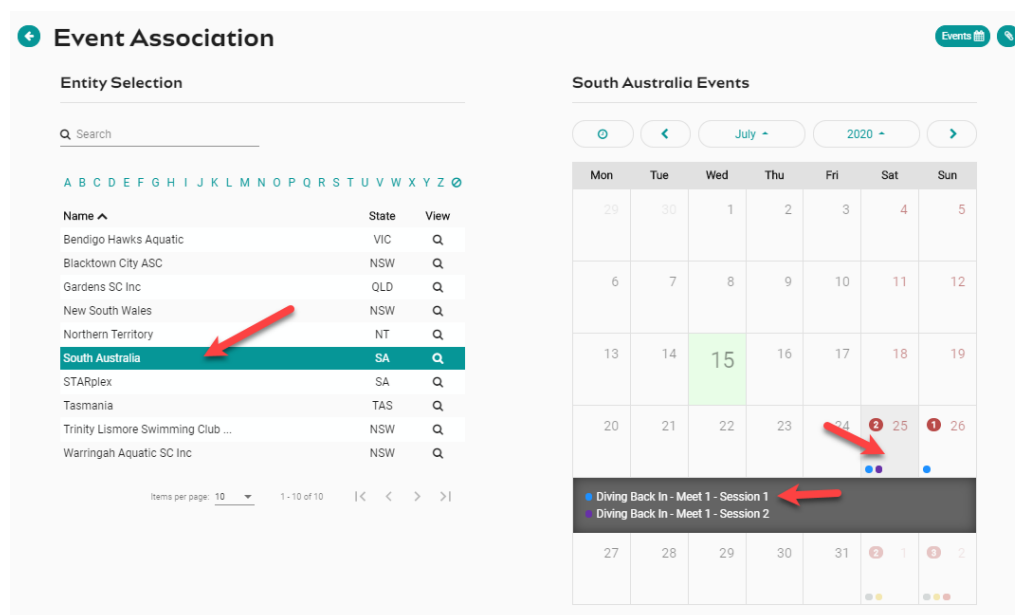 Event Association
Events
Entity Selection
Search
A B C D E F G H I J K L M N O P Q R S T U V W X Y Z
Name State View
Bendigo Hawks Aquatic VIC
Blacktown City ASC NSW
Gardens SC Inc QLD
New South Wales NSW
Northern Territory NT
South Australia SA
STARplex SA
Tasmania TAS
Trinity Lismore Swimming Club ... NSW
Warringah Aquatic SC Inc NSW
Items per page: 10 1 - 10 of 10
South Australia Events
July 2020
Mon Tue Wed Thu Fri Sat Sun
29 30 1 2 3 4 5
6 7 8 9 10 11 12
13 14 15 16 17 18 19
20 21 22 23 24 2 25 1 26
Diving Back In - Meet 1 - Session 1
Diving Back In - Meet 1 - Session 2
27 28 29 30 31 2 1 3 2